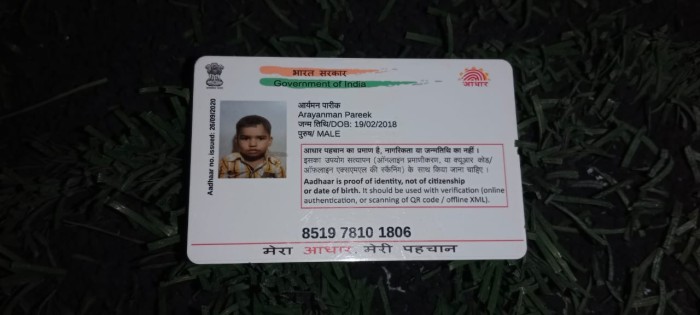 भारत सरकार
Government of India
आधार
Aadhaar no. issued: 26/09/2020
आर्यमन पारीक
Arayanman Pareek
जन्म तिथि/DOB: 19/02/2018
पुरुष/ MALE
आधार पहचान का प्रमाण है, नागरिकता या जन्मतिथि का नहीं ।
इसका उपयोग सत्यापन (ऑनलाइन प्रमाणीकरण, या क्यूआर कोड/
ऑफलाइन एक्सएमएल की स्कैनिंग) के साथ किया जाना चाहिए ।
Aadhaar is proof of identity, not of citizenship
or date of birth. It should be used with verification (online
authentication, or scanning of QR code / offline XML).
8519 7810 1806
मेरा आधार, मेरी पहचान